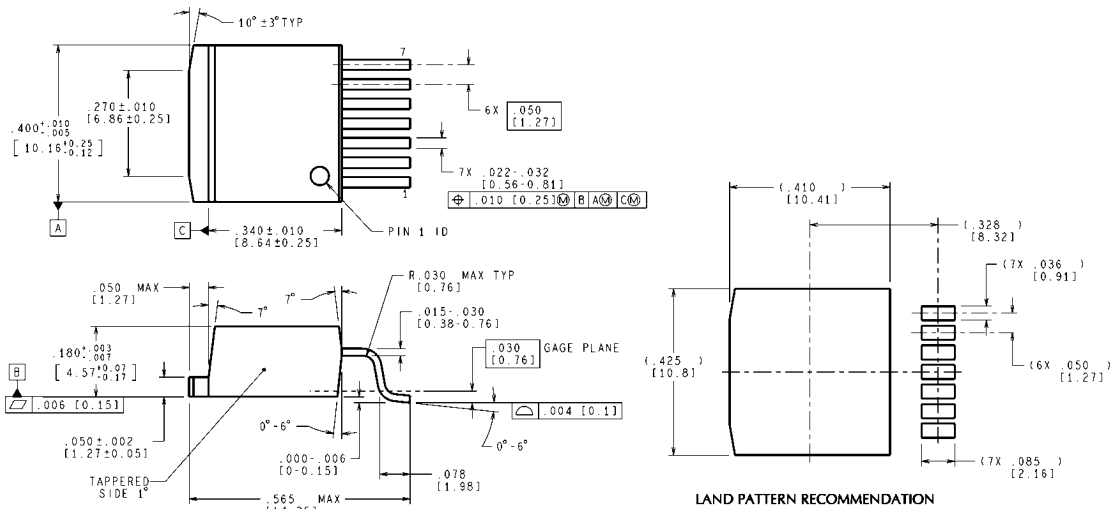 10° ±3° TYP
7
.270±.010
[6.86±0.25]
.400+.010
-.005
[10.16+0.25
-0.12]
6X .050
[1.27]
7X .022-.032
[0.56-0.81]
1
⌖ .010 [0.25]Ⓜ B AⓂ CⓂ
A
C
.340±.010
[8.64±0.25]
PIN 1 ID
.050 MAX
[1.27]
7°
7°
R.030 MAX TYP
[0.76]
.015-.030
[0.38-0.76]
.030
[0.76]
GAGE PLANE
.180+.003
-.007
[4.57+0.07
-0.17]
B
⏥ .006 [0.15]
⌓ .004 [0.1]
0°-6°
0°-6°
.050±.002
[1.27±0.05]
.000-.006
[0-0.15]
.078
[1.98]
TAPPERED
SIDE 1°
.565 MAX
(.410 )
[10.41]
(.328 )
[8.32]
(7X .036 )
[0.91]
(.425 )
[10.8]
(6X .050 )
[1.27]
(7X .085 )
[2.16]
LAND PATTERN RECOMMENDATION